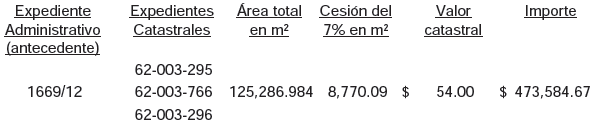 Expediente Expedientes Área total Cesión del Valor Importe
Administrativo Catastrales en m² 7% en m² catastral
(antecedente)
62-003-295
1669/12 62-003-766 125,286.984 8,770.09 $ 54.00 $ 473,584.67
62-003-296